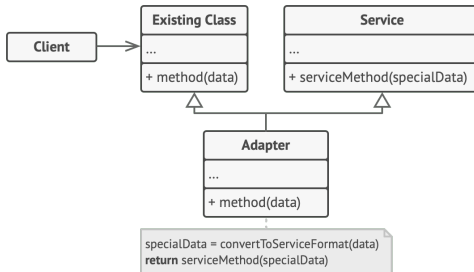 Client
Existing Class
...
+ method(data)
Service
...
+ serviceMethod(specialData)
Adapter
...
+ method(data)
specialData = convertToServiceFormat(data)
return serviceMethod(specialData)